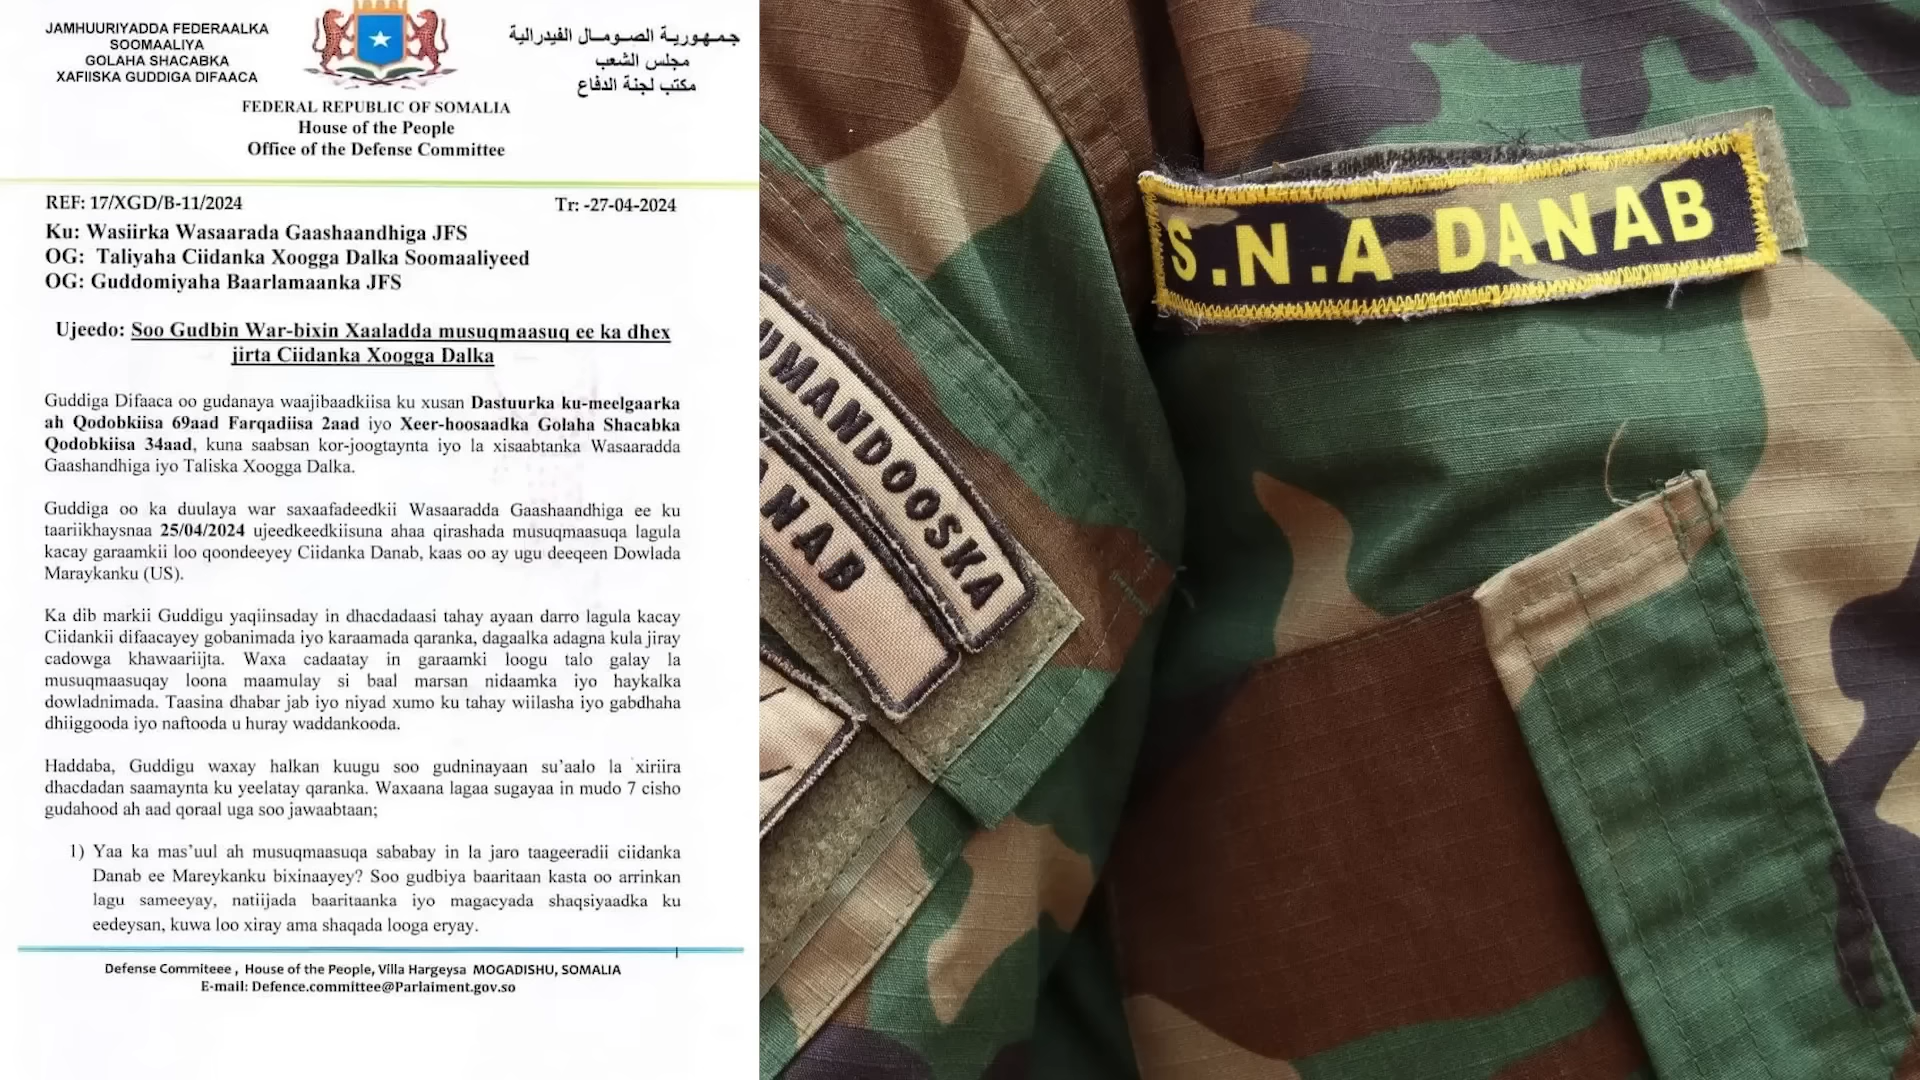 JAMHUURIYADDA FEDERAALKA
SOOMAALIYA
GOLAHA SHACABKA
XAFIISKA GUDDIGA DIFAACA
جمهورية الصومال الفيدرالية
مجلس الشعب
مكتب لجنة الدفاع
FEDERAL REPUBLIC OF SOMALIA
House of the People
Office of the Defense Committee
REF: 17/XGD/B-11/2024
Tr: -27-04-2024
Ku: Wasiirka Wasaarada Gaashaandhiga JFS
OG: Taliyaha Ciidanka Xoogga Dalka Soomaaliyeed
OG: Guddomiyaha Baarlamaanka JFS
Ujeedo: Soo Gudbin War-bixin Xaaladda musuqmaasuq ee ka dhex
jirta Ciidanka Xoogga Dalka
Guddiga Difaaca oo gudanaya waajibaadkiisa ku xusan Dastuurka ku-meelgaarka
ah Qodobkiisa 69aad Farqadiisa 2aad iyo Xeer-hoosaadka Golaha Shacabka
Qodobkiisa 34aad, kuna saabsan kor-joogtaynta iyo la xisaabtanka Wasaaradda
Gaashandhiga iyo Taliska Xoogga Dalka.
Guddiga oo ka duulaya war saxaafadeedkii Wasaaradda Gaashaandhiga ee ku
taariikhaysnaa 25/04/2024 ujeedkeedkiisuna ahaa qirashada musuqmaasuqa lagula
kacay garaamkii loo qoondeeyey Ciidanka Danab, kaas oo ay ugu deeqeen Dowlada
Maraykanku (US).
Ka dib markii Guddigu yaqiinsaday in dhacdadaasi tahay ayaan darro lagula kacay
Ciidankii difaacayey gobanimada iyo karaamada qaranka, dagaalka adagna kula jiray
cadowga khawaariijta. Waxa cadaatay in garaamki loogu talo galay la
musuqmaasuqay loona maamulay si baal marsan nidaamka iyo haykalka
dowladnimada. Taasina dhabar jab iyo niyad xumo ku tahay wiilasha iyo gabdhaha
dhiiggooda iyo naftooda u huray waddankooda.
Haddaba, Guddigu waxay halkan kuugu soo gudninayaan su'aalo la xiriira
dhacdadan saamaynta ku yeelatay qaranka. Waxaana lagaa sugayaa in mudo 7 cisho
gudahood ah aad qoraal uga soo jawaabtaan;
1) Yaa ka mas'uul ah musuqmaasuqa sababay in la jaro taageeradii ciidanka
Danab ee Mareykanku bixinaayey? Soo gudbiya baaritaan kasta oo arrinkan
lagu sameeyay, natiijada baaritaanka iyo magacyada shaqsiyaadka ku
eedeysan, kuwa loo xiray ama shaqada looga eryay.
Defense Commiteee , House of the People, Villa Hargeysa MOGADISHU, SOMALIA
E-mail: Defence.committee@Parlaiment.gov.so
S.N.A DANAB
UMANDOOSKA
ANAB